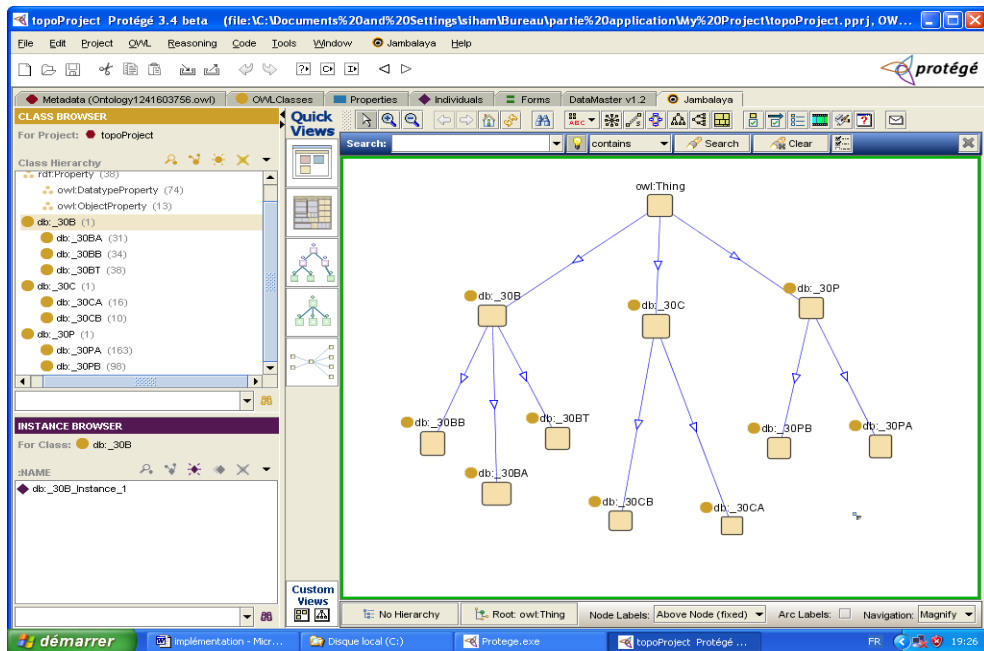 topoProject Protégé 3.4 beta (file:\C:\Documents%20and%20Settings\siham\Bureau\partie%20application\My%20Project\topoProject.pprj, OW...
File Edit Project OWL Reasoning Code Tools Window Jambalaya Help
protégé
Metadata (Ontology1241603756.owl) OWLClasses Properties Individuals Forms DataMaster v1.2 Jambalaya
CLASS BROWSER
For Project: topoProject
Class Hierarchy
rdf:Property (38)
owl:DatatypeProperty (74)
owl:ObjectProperty (13)
db:_30B (1)
db:_30BA (31)
db:_30BB (34)
db:_30BT (38)
db:_30C (1)
db:_30CA (16)
db:_30CB (10)
db:_30P (1)
db:_30PA (163)
db:_30PB (98)
INSTANCE BROWSER
For Class: db:_30B
:NAME
db:_30B_Instance_1
Quick
Views
Custom
Views
ABC
Search: contains Search Clear
owl:Thing
db:_30B
db:_30C
db:_30P
db:_30BB
db:_30BT
db:_30BA
db:_30CB
db:_30CA
db:_30PB
db:_30PA
No Hierarchy Root: owl:Thing Node Labels: Above Node (fixed) Arc Labels: Navigation: Magnify
démarrer implémentation - Micr... Disque local (C:) Protege.exe topoProject Protégé ... FR 19:26